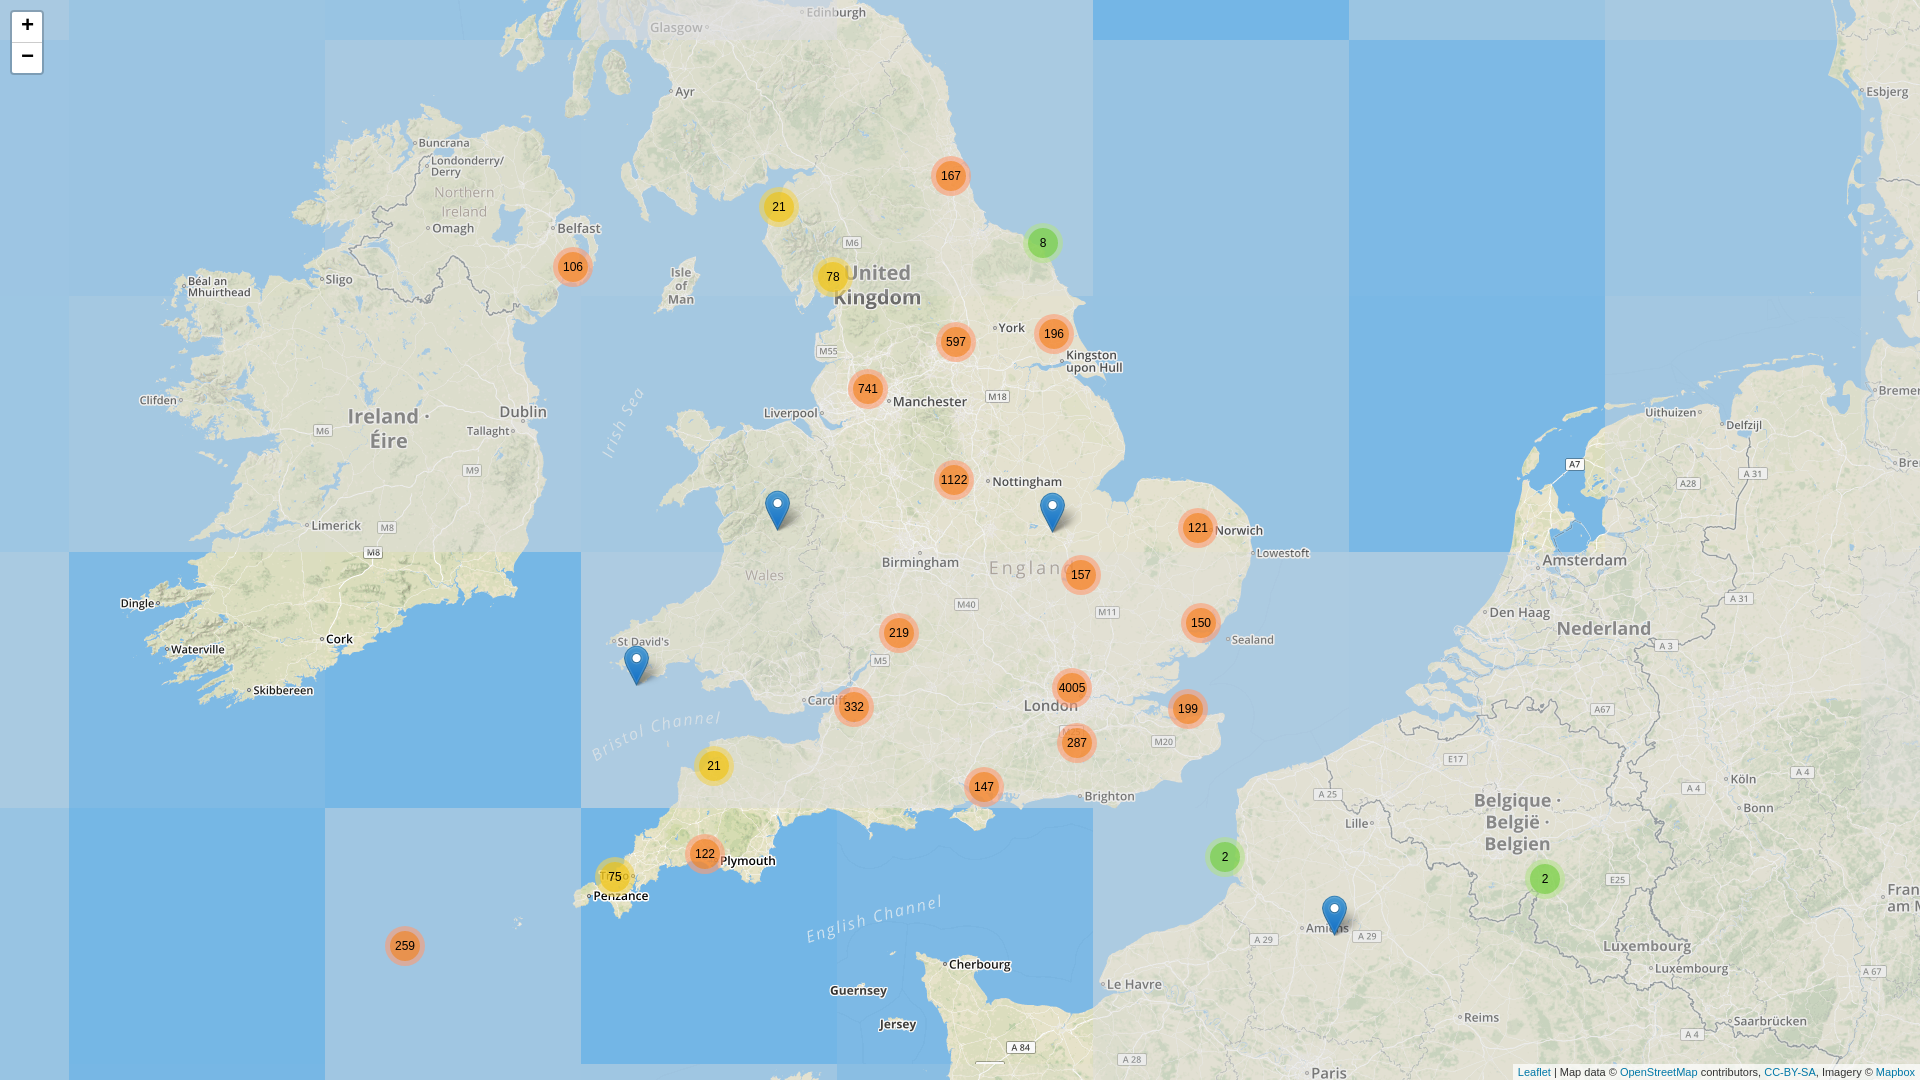 +
−
Glasgow
Edinburgh
Ayr
Esbjerg
Buncrana
Londonderry/
Derry
Northern
Ireland
Omagh
Belfast
167
21
8
M6
106
78
Isle
of
Man
United
Kingdom
Béal an
Mhuirthead
Sligo
597
York
196
Kingston
upon Hull
M55
741
Manchester
M18
Liverpool
Irish Sea
Clifden
Ireland ·
Éire
M6
Dublin
Tallaght
M9
Uithuizen
Delfzijl
Breme
Bre
A7
A 31
A28
1122
Nottingham
Limerick
M8
M8
121
Norwich
Lowestoft
Birmingham
Englan
157
Wales
Amsterdam
Dingle
Cork
Waterville
Skibbereen
M40
M11
A 31
Den Haag
Nederland
A 3
219
150
Sealand
St David's
M5
4005
London
Cardif
332
199
A67
Bristol Channel
287
M20
E17
21
147
Brighton
A 25
Lille
Köln
A 4
A 4
Bonn
Belgique ·
België ·
Belgien
122
Plymouth
75
Penzance
2
2
E25
Fran
am M
English Channel
259
Amiens
A 29
A 29
Luxembourg
Luxembourg
A 67
Cherbourg
Le Havre
Guernsey
Jersey
Reims
Saarbrücken
A 84
A 28
A 4
Paris
Leaflet | Map data © OpenStreetMap contributors, CC-BY-SA, Imagery © Mapbox